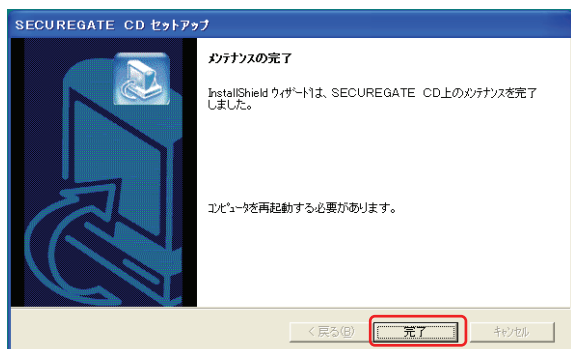 SECUREGATE CD セットアップ
ﾒﾝﾃﾅﾝｽの完了
InstallShield ｳｨｻﾞｰﾄﾞは、SECUREGATE CD上のﾒﾝﾃﾅﾝｽを完了
しました。
ｺﾝﾋﾟｭｰﾀを再起動する必要があります。
< 戻る(B)
完了
ｷｬﾝｾﾙ